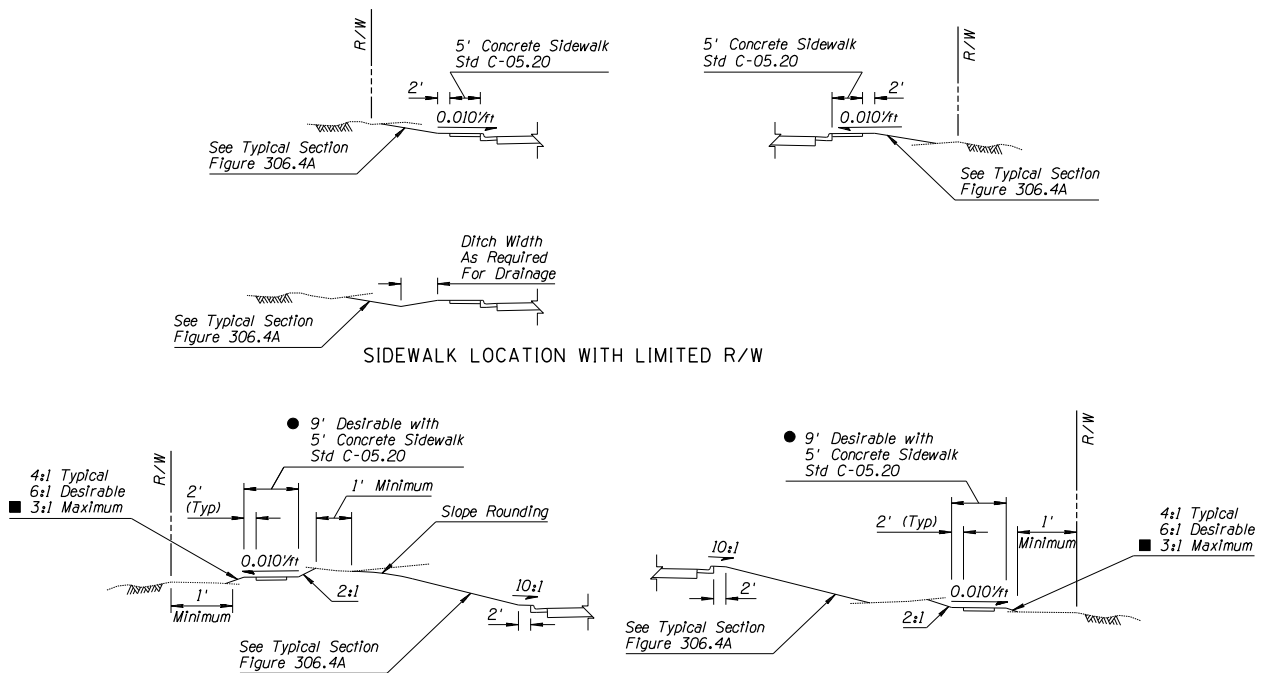 R/W
5' Concrete Sidewalk
Std C-05.20
2'
0.010'/ft
See Typical Section
Figure 306.4A
R/W
5' Concrete Sidewalk
Std C-05.20
2'
0.010'/ft
See Typical Section
Figure 306.4A
Ditch Width
As Required
For Drainage
See Typical Section
Figure 306.4A
SIDEWALK LOCATION WITH LIMITED R/W
R/W
● 9' Desirable with
5' Concrete Sidewalk
Std C-05.20
4:1 Typical
6:1 Desirable
■ 3:1 Maximum
2'
(Typ)
1' Minimum
Slope Rounding
0.010'/ft
2:1
1'
Minimum
10:1
2'
See Typical Section
Figure 306.4A
R/W
● 9' Desirable with
5' Concrete Sidewalk
Std C-05.20
2' (Typ)
1'
Minimum
4:1 Typical
6:1 Desirable
■ 3:1 Maximum
10:1
2'
0.010'/ft
2:1
See Typical Section
Figure 306.4A